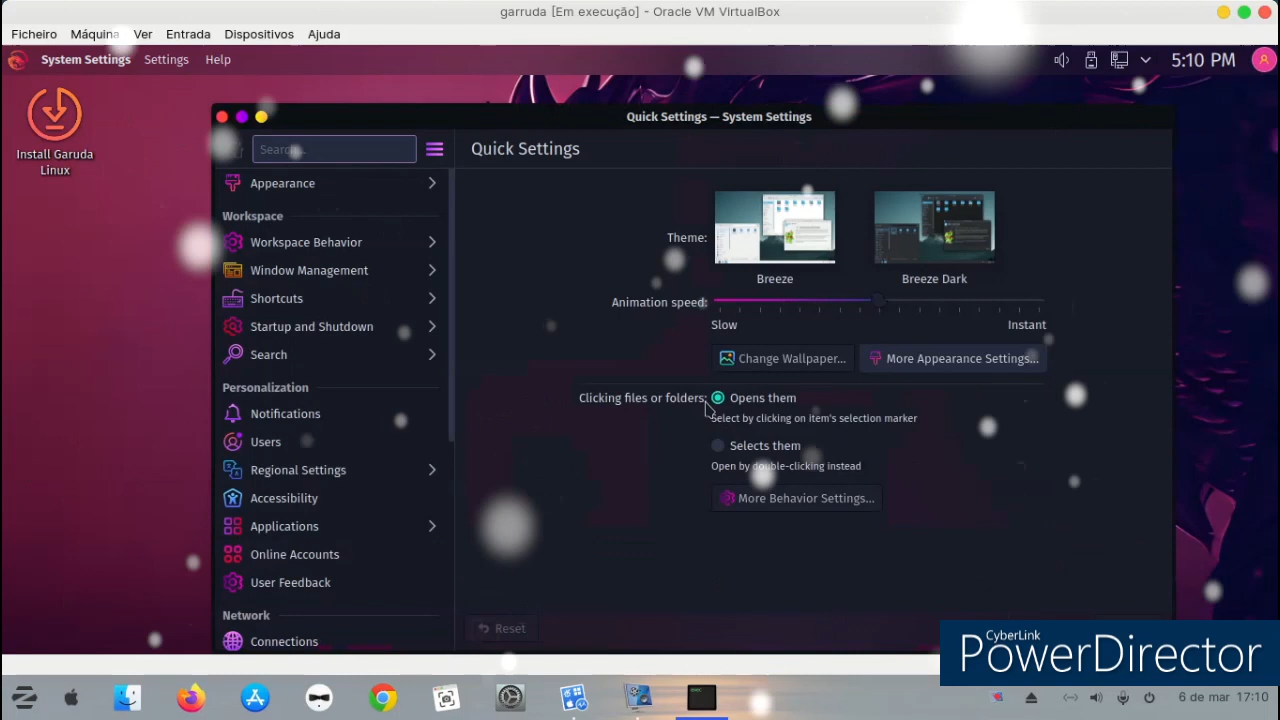 garruda [Em execução] - Oracle VM VirtualBox
Ficheiro Máquina Ver Entrada Dispositivos Ajuda
System Settings Settings Help
5:10 PM
Install Garuda
Linux
Quick Settings — System Settings
Search...
Quick Settings
Appearance
Workspace
Workspace Behavior
Window Management
Shortcuts
Startup and Shutdown
Search
Personalization
Notifications
Users
Regional Settings
Accessibility
Applications
Online Accounts
User Feedback
Network
Connections
Theme:
Breeze
Breeze Dark
Animation speed:
Slow
Instant
Change Wallpaper...
More Appearance Settings...
Clicking files or folders:
Opens them
Select by clicking on item's selection marker
Selects them
Open by double-clicking instead
More Behavior Settings...
Reset
CyberLink
PowerDirector
6 de mar 17:10